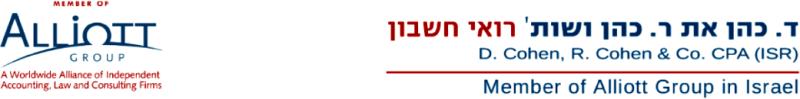 MEMBER OF
ALLIOTT
GROUP
A Worldwide Alliance of Independent
Accounting, Law and Consulting Firms
ד. כהן את ר. כהן ושות' רואי חשבון
D. Cohen, R. Cohen & Co. CPA (ISR)
Member of Alliott Group in Israel